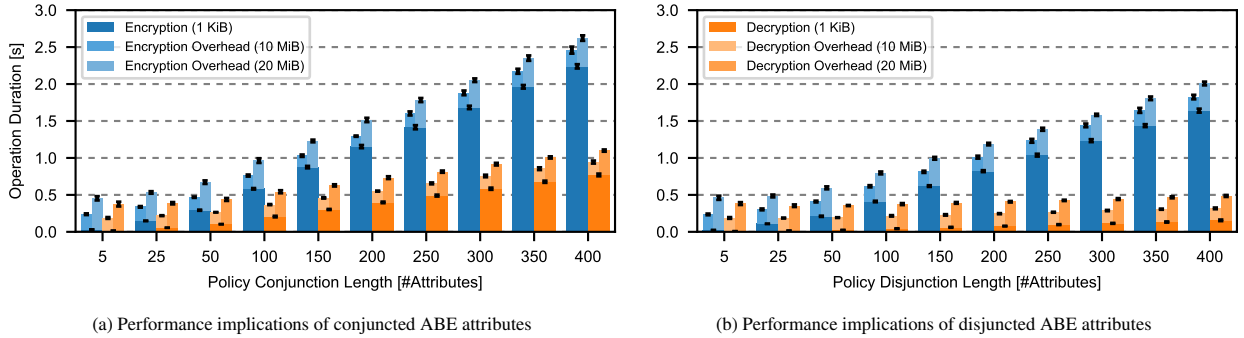 Operation Duration [s]
3.0
2.5
2.0
1.5
1.0
0.5
0.0
Encryption (1 KiB)
Encryption Overhead (10 MiB)
Encryption Overhead (20 MiB)
5 25 50 100 150 200 250 300 350 400
Policy Conjunction Length [#Attributes]
(a) Performance implications of conjuncted ABE attributes
3.0
2.5
2.0
1.5
1.0
0.5
0.0
Decryption (1 KiB)
Decryption Overhead (10 MiB)
Decryption Overhead (20 MiB)
5 25 50 100 150 200 250 300 350 400
Policy Disjunction Length [#Attributes]
(b) Performance implications of disjuncted ABE attributes